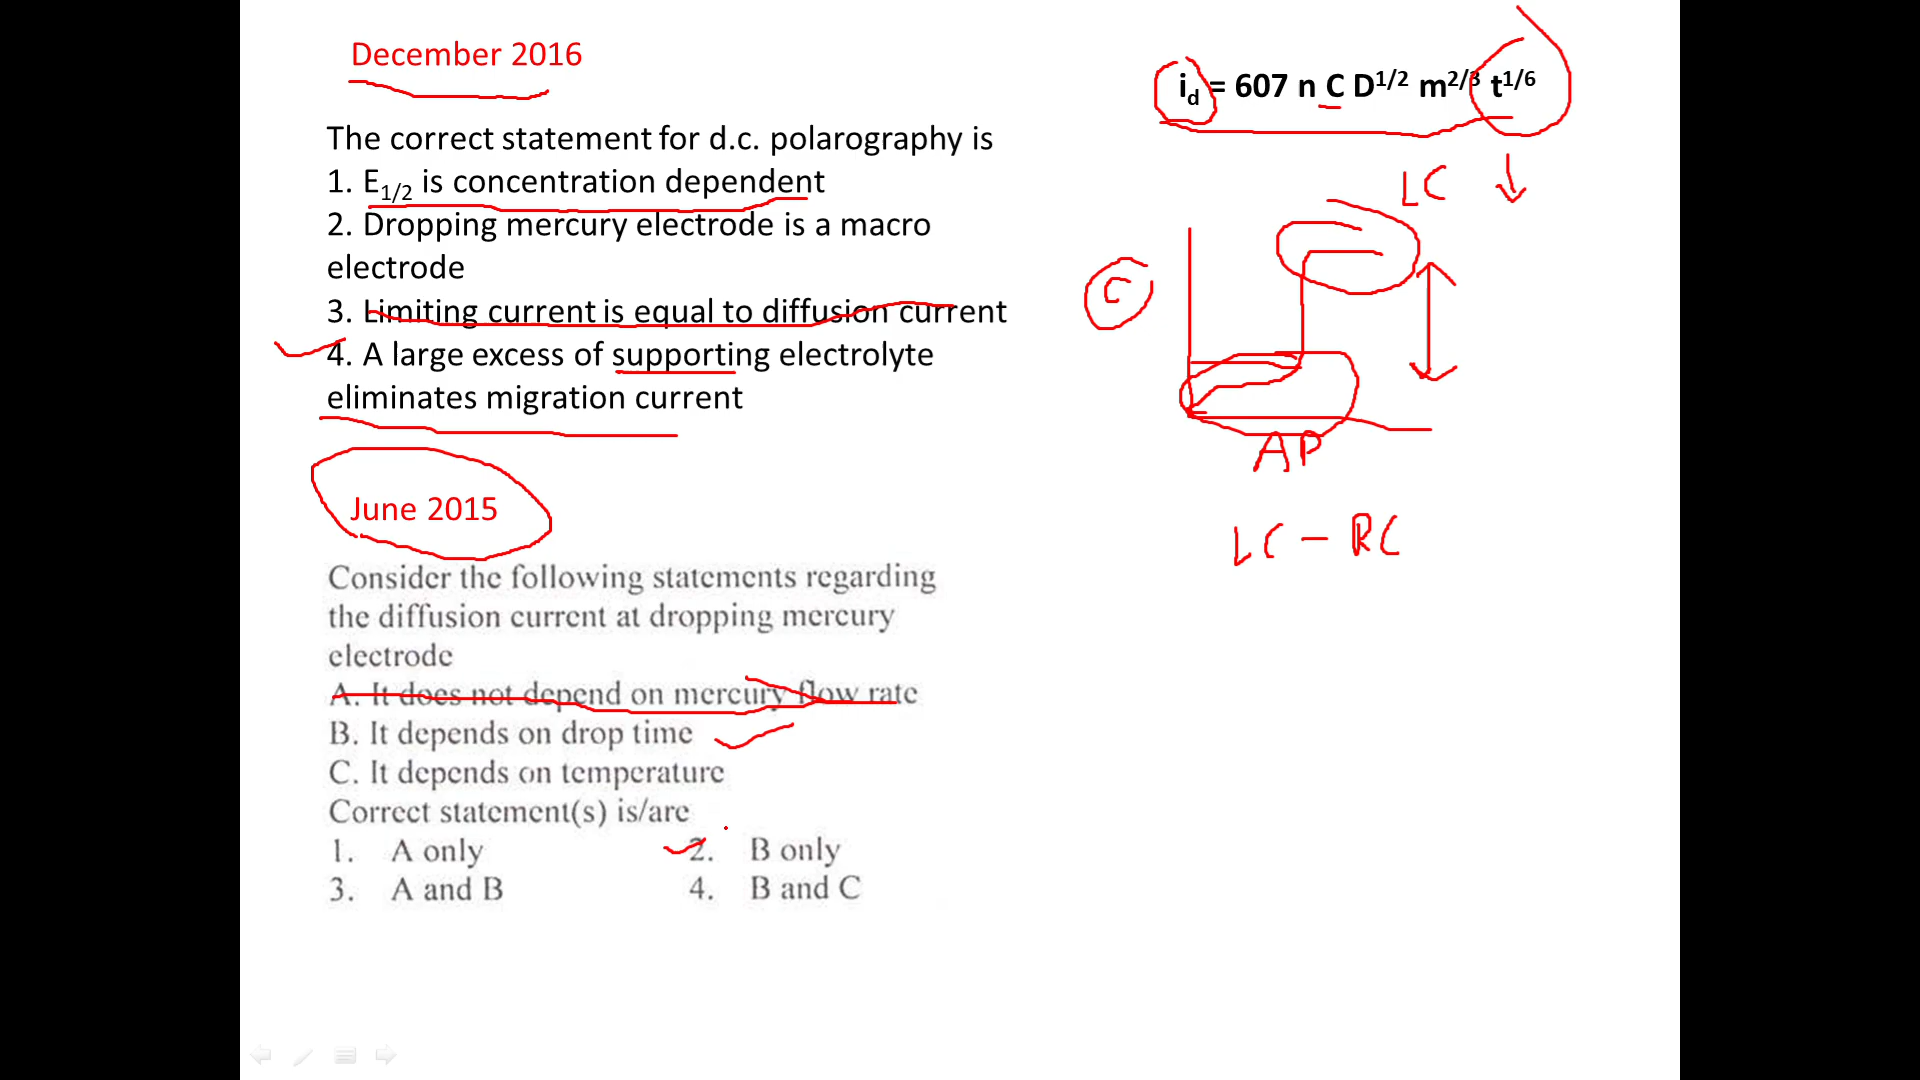 December 2016
The correct statement for d.c. polarography is
1. E1/2 is concentration dependent
2. Dropping mercury electrode is a macro
electrode
3. Limiting current is equal to diffusion current
4. A large excess of supporting electrolyte
eliminates migration current
June 2015
Consider the following statements regarding
the diffusion current at dropping mercury
electrode
A. It does not depend on mercury flow rate
B. It depends on drop time
C. It depends on temperature
Correct statement(s) is/are
1. A only 2. B only
3. A and B 4. B and C
id = 607 n C D1/2 m2/3 t1/6
LC
C
AP
LC – RC